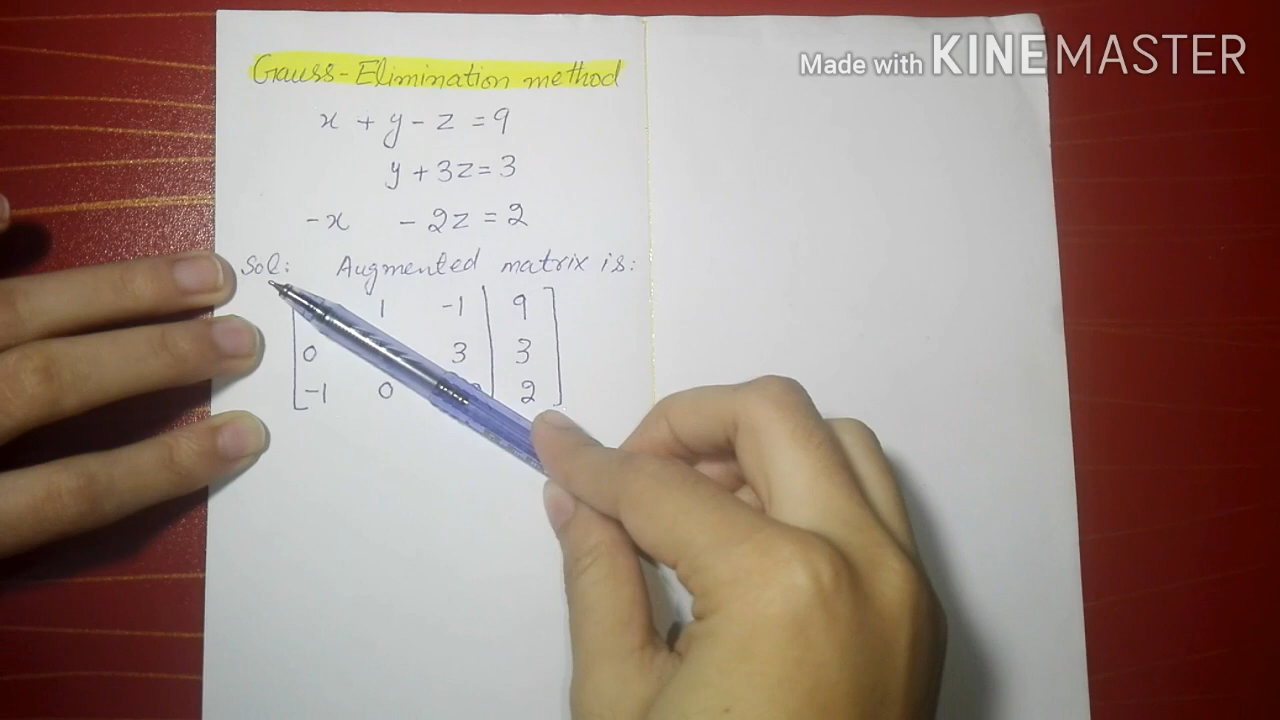 Made with KINEMASTER
Gauss-Elimination method
x + y - z = 9
y + 3z = 3
-x - 2z = 2
Sol: Augmented matrix is:
1 -1 9
0 3 3
-1 0 2